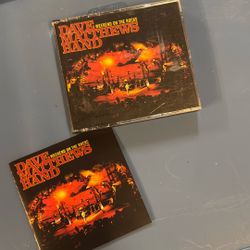 DAVE
MATTHEWS
BAND
WEEKEND ON THE ROCKS
DAVE
MATTHEWS
BAND
WEEKEND ON THE ROCKS